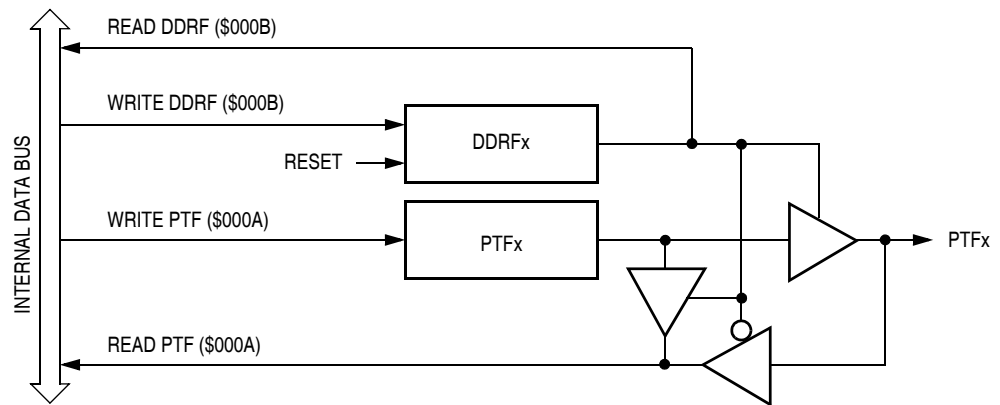 READ DDRF ($000B)
WRITE DDRF ($000B)
DDRFx
RESET
WRITE PTF ($000A)
PTFx
PTFx
READ PTF ($000A)
INTERNAL DATA BUS